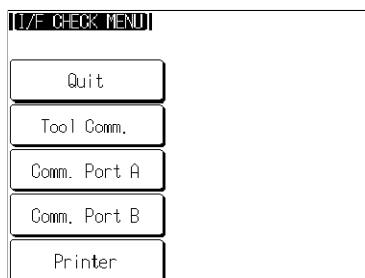 [I/F CHECK MENU]
Quit
Tool Comm.
Comm. Port A
Comm. Port B
Printer